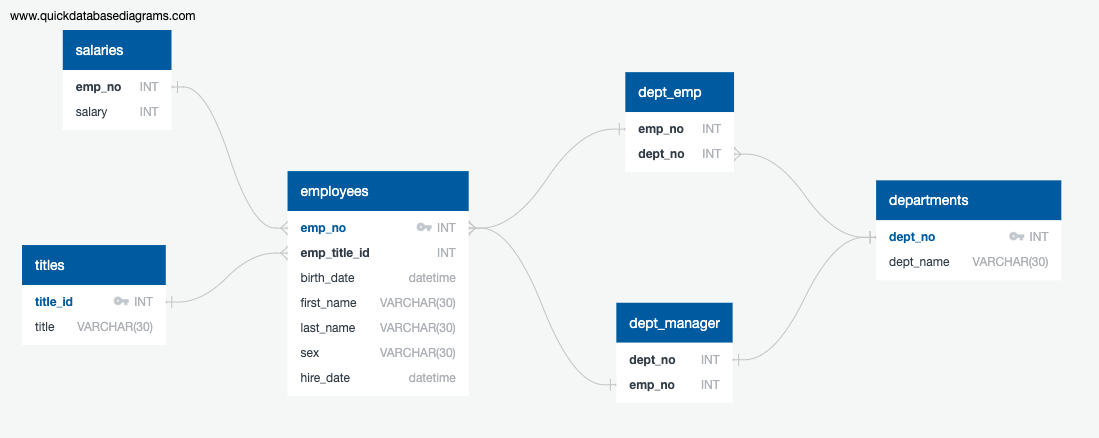 www.quickdatabasediagrams.com
salaries
emp_no INT
salary INT
titles
title_id INT
title VARCHAR(30)
employees
emp_no INT
emp_title_id INT
birth_date datetime
first_name VARCHAR(30)
last_name VARCHAR(30)
sex VARCHAR(30)
hire_date datetime
dept_emp
emp_no INT
dept_no INT
dept_manager
dept_no INT
emp_no INT
departments
dept_no INT
dept_name VARCHAR(30)